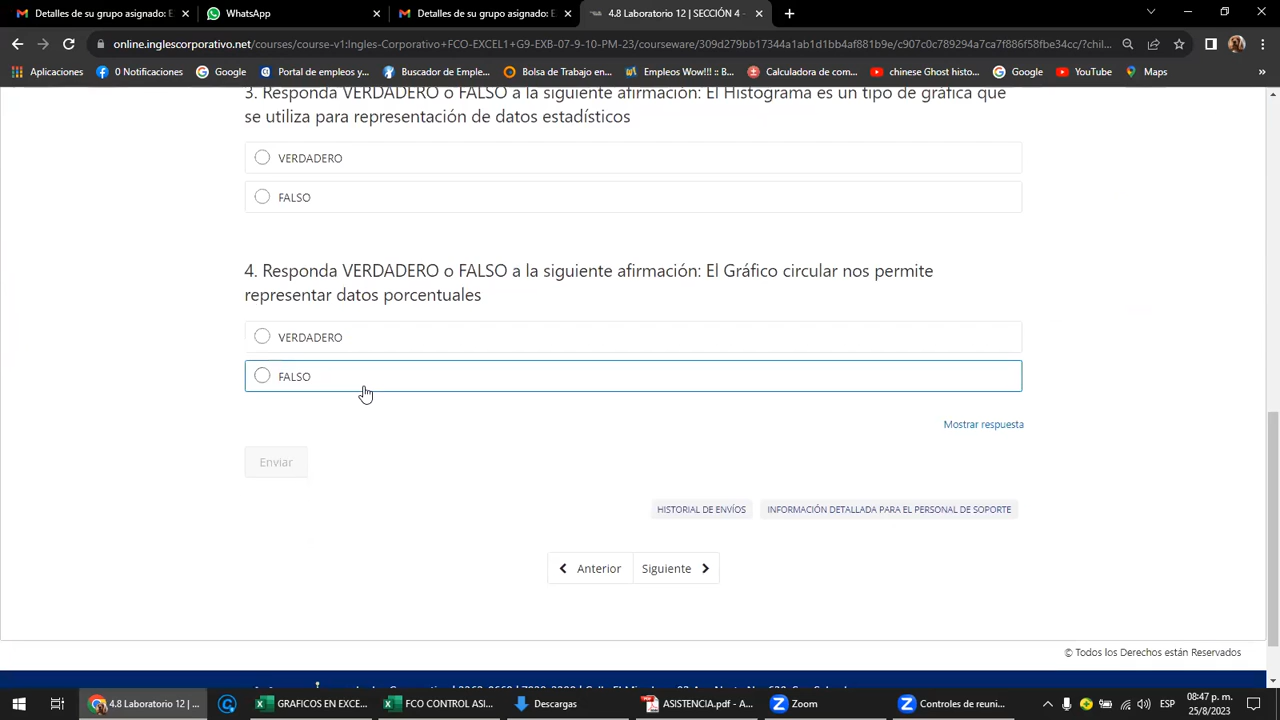 Detalles de su grupo asignado: E
WhatsApp
Detalles de su grupo asignado: E
4.8 Laboratorio 12 | SECCIÓN 4 -
online.inglescorporativo.net/courses/course-v1:Ingles-Corporativo+FCO-EXCEL1+G9-EXB-07-9-10-PM-23/courseware/309d279bb17344a1ab1d1bb4af881b9e/c907c0c789294a7ca7f886f58fbe34cc/?chil...
Aplicaciones
0 Notificaciones
Google
Portal de empleos y...
Buscador de Emple...
Bolsa de Trabajo en...
Empleos Wow!!! :: B...
Calculadora de com...
chinese Ghost histo...
Google
YouTube
Maps
»
3. Responda VERDADERO o FALSO a la siguiente afirmación: El Histograma es un tipo de gráfica que
se utiliza para representación de datos estadísticos
VERDADERO
FALSO
4. Responda VERDADERO o FALSO a la siguiente afirmación: El Gráfico circular nos permite
representar datos porcentuales
VERDADERO
FALSO
Mostrar respuesta
Enviar
HISTORIAL DE ENVÍOS
INFORMACIÓN DETALLADA PARA EL PERSONAL DE SOPORTE
Anterior
Siguiente
© Todos los Derechos están Reservados
4.8 Laboratorio 12 | ...
GRAFICOS EN EXCE...
FCO CONTROL ASI...
Descargas
ASISTENCIA.pdf - A...
Zoom
Controles de reuni...
ESP
08:47 p. m.
25/8/2023